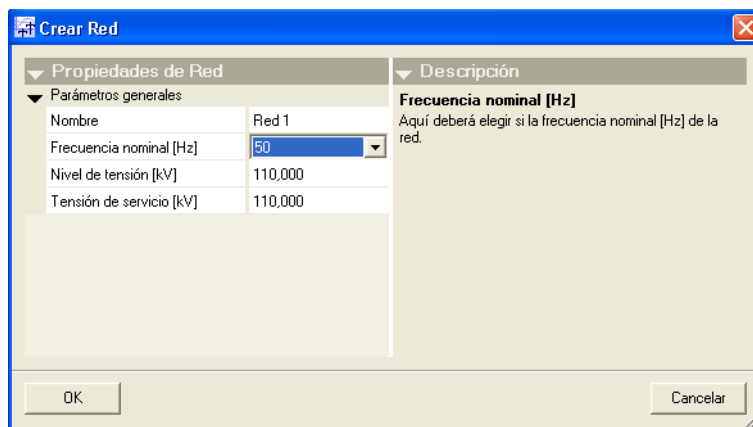 Crear Red
Propiedades de Red
Parámetros generales
Nombre Red 1
Frecuencia nominal [Hz] 50
Nivel de tensión [kV] 110,000
Tensión de servicio [kV] 110,000
Descripción
Frecuencia nominal [Hz]
Aquí deberá elegir si la frecuencia nominal [Hz] de la
red.
OK
Cancelar